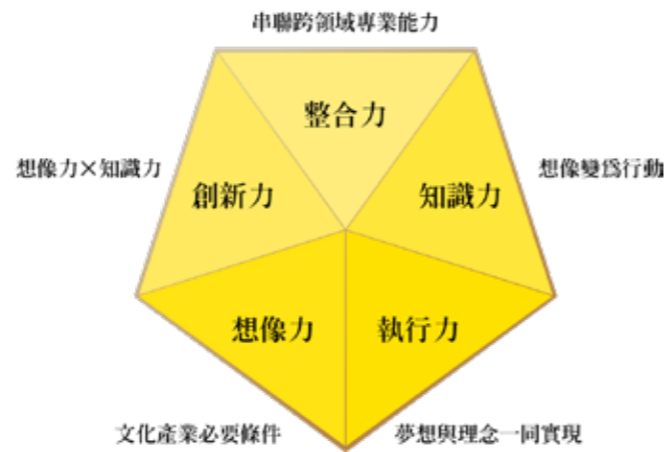 串聯跨領域專業能力
整合力
想像力×知識力
創新力
知識力
想像變爲行動
想像力
執行力
文化產業必要條件
夢想與理念一同實現